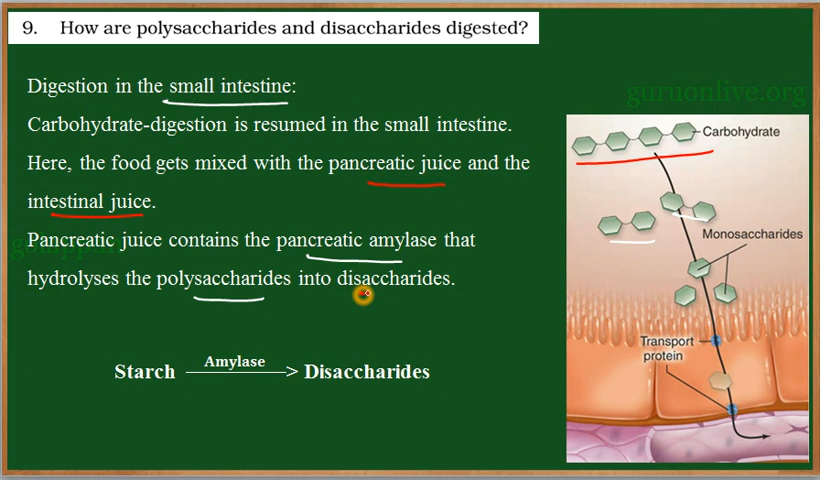 9. How are polysaccharides and disaccharides digested?
guruonlive.org
Digestion in the small intestine:
Carbohydrate-digestion is resumed in the small intestine.
Here, the food gets mixed with the pancreatic juice and the
intestinal juice.
Pancreatic juice contains the pancreatic amylase that
hydrolyses the polysaccharides into disaccharides.
Starch Amylase > Disaccharides
Carbohydrate
Monosaccharides
Transport
protein